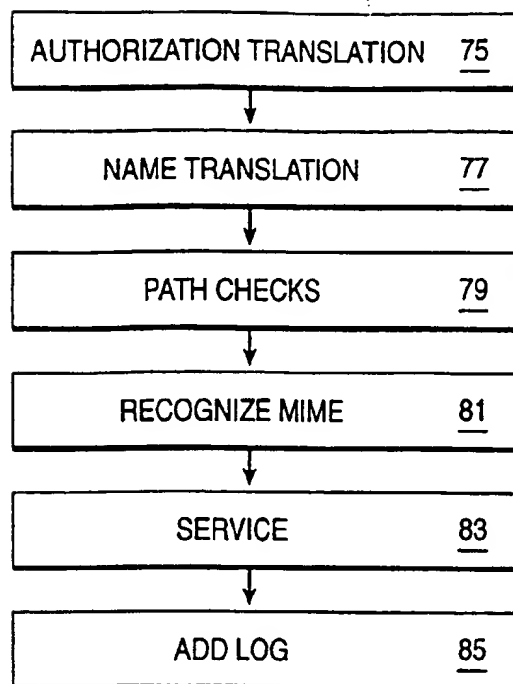 AUTHORIZATION TRANSLATION 75
NAME TRANSLATION 77
PATH CHECKS 79
RECOGNIZE MIME 81
SERVICE 83
ADD LOG 85